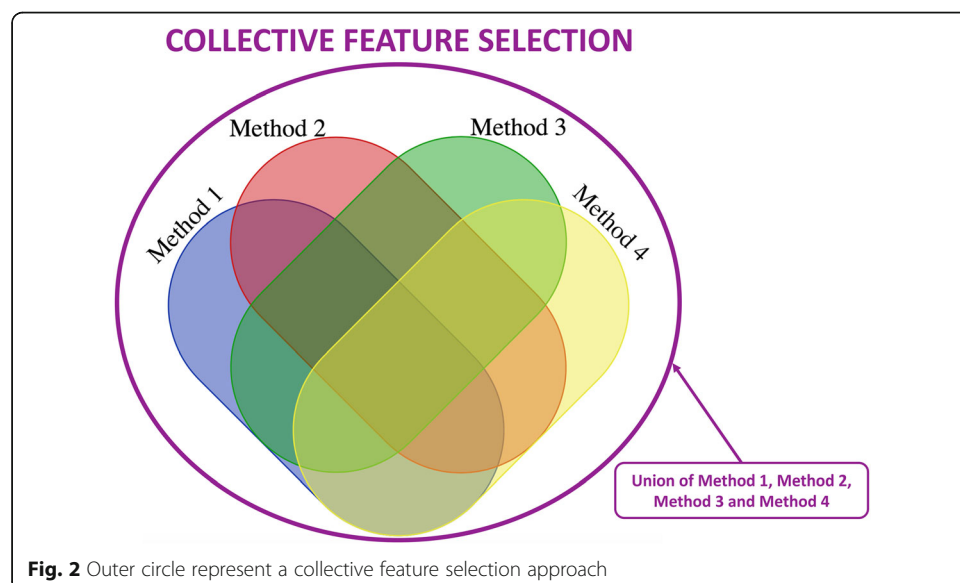 COLLECTIVE FEATURE SELECTION
Method 2
Method 3
Method 1
Method 4
Union of Method 1, Method 2,
Method 3 and Method 4
Fig. 2 Outer circle represent a collective feature selection approach